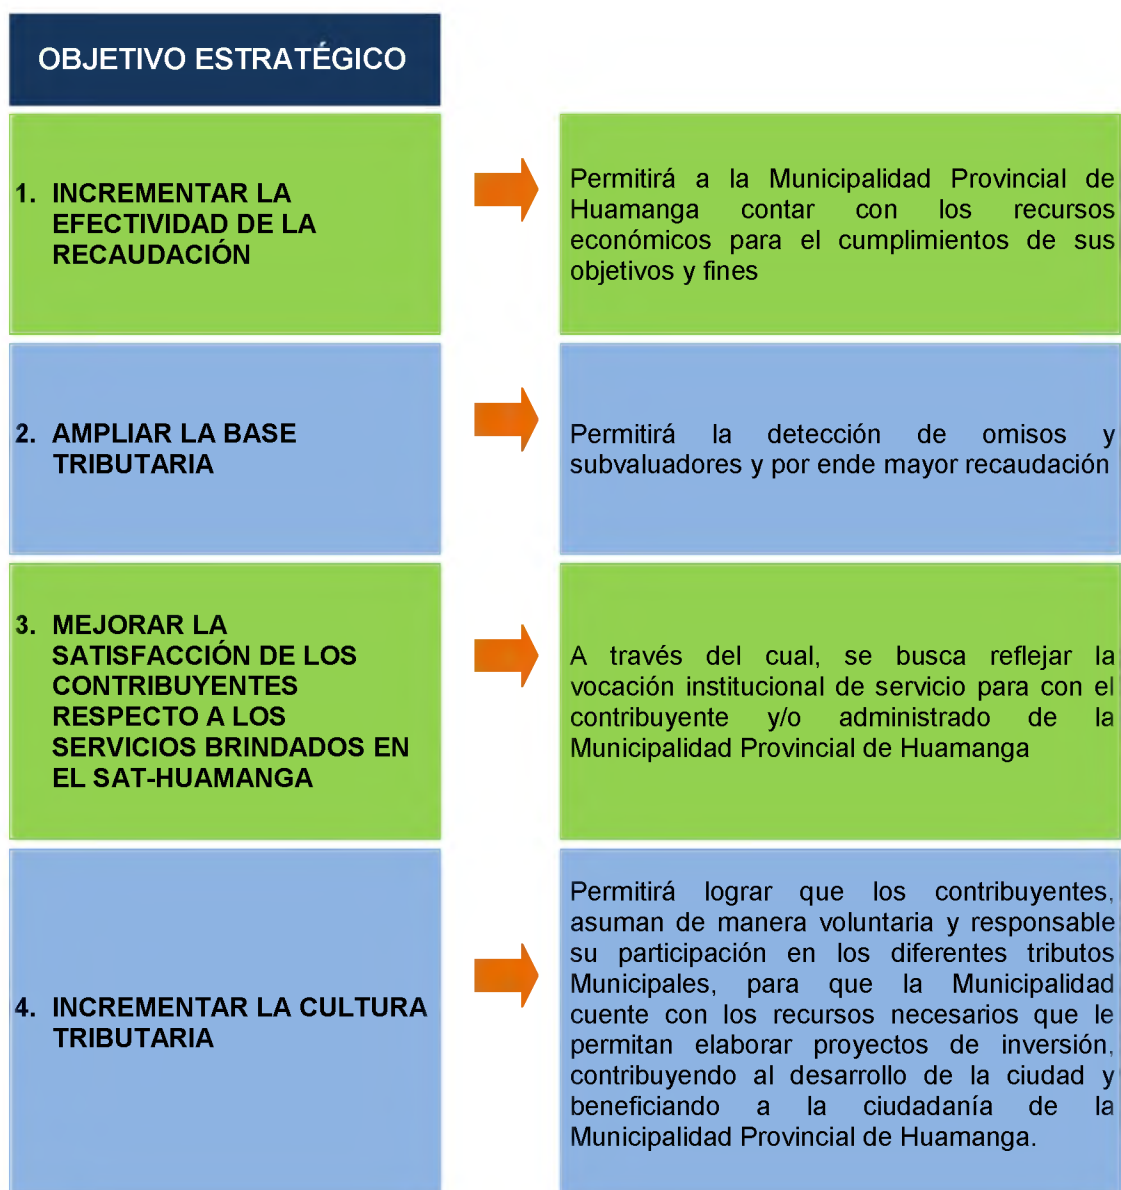 OBJETIVO ESTRATÉGICO
1. INCREMENTAR LA
EFECTIVIDAD DE LA
RECAUDACIÓN
Permitirá a la Municipalidad Provincial de
Huamanga contar con los recursos
económicos para el cumplimientos de sus
objetivos y fines
2. AMPLIAR LA BASE
TRIBUTARIA
Permitirá la detección de omisos y
subvaluadores y por ende mayor recaudación
3. MEJORAR LA
SATISFACCIÓN DE LOS
CONTRIBUYENTES
RESPECTO A LOS
SERVICIOS BRINDADOS EN
EL SAT-HUAMANGA
A través del cual, se busca reflejar la
vocación institucional de servicio para con el
contribuyente y/o administrado de la
Municipalidad Provincial de Huamanga
4. INCREMENTAR LA CULTURA
TRIBUTARIA
Permitirá lograr que los contribuyentes,
asuman de manera voluntaria y responsable
su participación en los diferentes tributos
Municipales, para que la Municipalidad
cuente con los recursos necesarios que le
permitan elaborar proyectos de inversión,
contribuyendo al desarrollo de la ciudad y
beneficiando a la ciudadanía de la
Municipalidad Provincial de Huamanga.